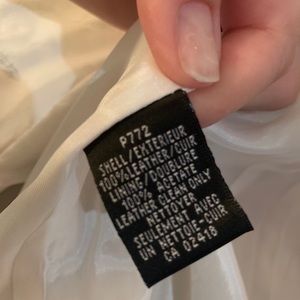 P772
SHELL/EXTERIEUR
100%LEATHER/CUIR
LINING/DOUBLURE
100% ACETATE
LEATHER CLEAN ONLY
NETTOYER
SEULEMENT AVEC
UN NETTOIE-CUIR
CA 02418